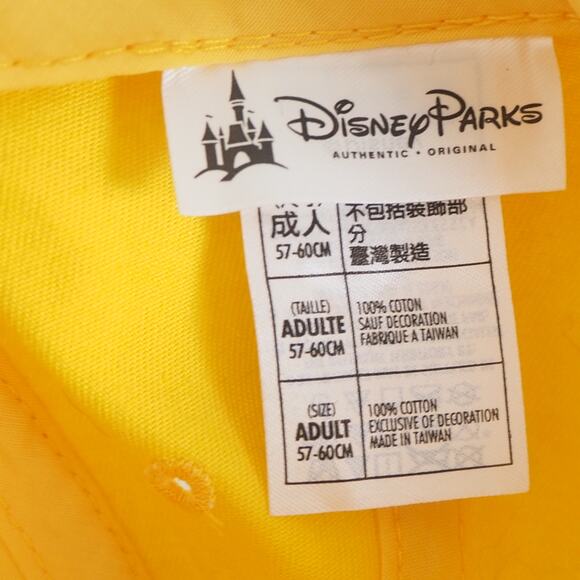 Disney Parks
AUTHENTIC • ORIGINAL
成人
57-60CM
不包括裝飾部
分
臺灣製造
(TAILLE)
ADULTE
57-60CM
100% COTON
SAUF DECORATION
FABRIQUE A TAIWAN
(SIZE)
ADULT
57-60CM
100% COTTON
EXCLUSIVE OF DECORATION
MADE IN TAIWAN